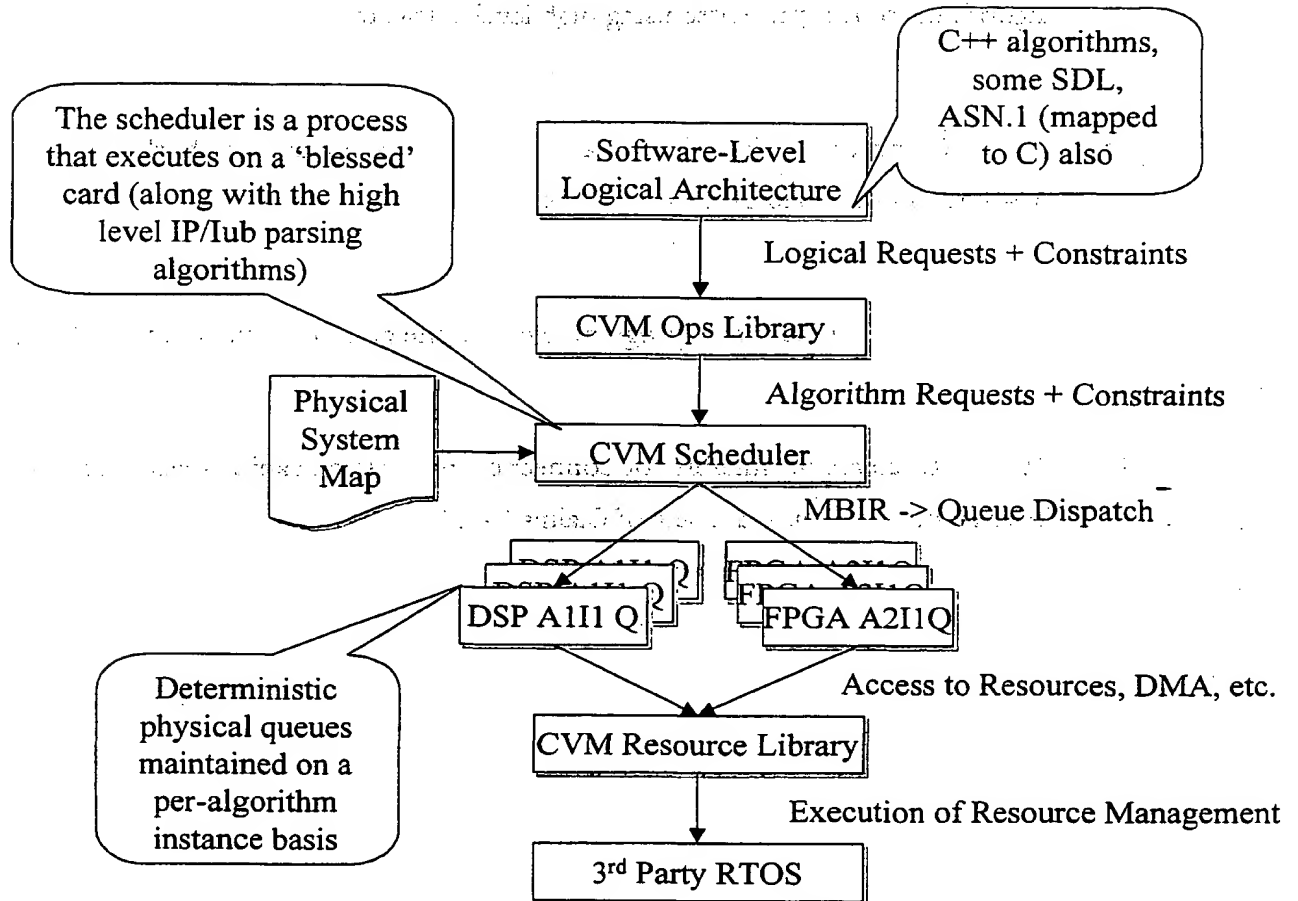 C++ algorithms,
some SDL,
ASN.1 (mapped
to C) also
The scheduler is a process
that executes on a ‘blessed’
card (along with the high
level IP/Iub parsing
algorithms)
Software-Level
Logical Architecture
Logical Requests + Constraints
CVM Ops Library
Algorithm Requests + Constraints
Physical
System
Map
CVM Scheduler
MBIR -> Queue Dispatch
DSP A1I1 Q
FPGA A2I1Q
Deterministic
physical queues
maintained on a
per-algorithm
instance basis
Access to Resources, DMA, etc.
CVM Resource Library
Execution of Resource Management
3rd Party RTOS